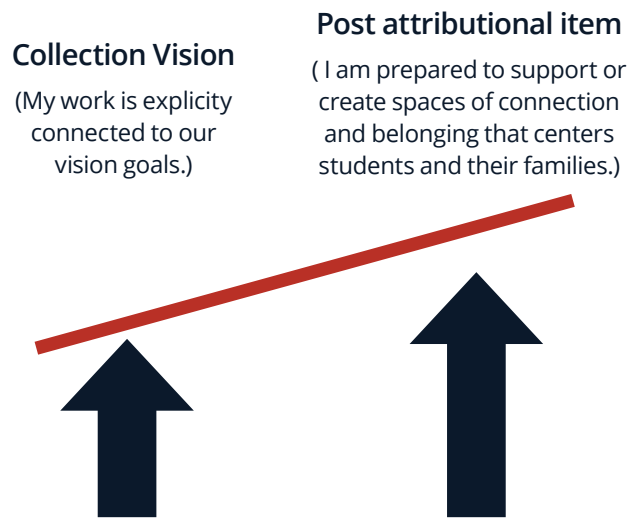 Collection Vision
(My work is explicity
connected to our
vision goals.)
Post attributional item
( I am prepared to support or
create spaces of connection
and belonging that centers
students and their families.)